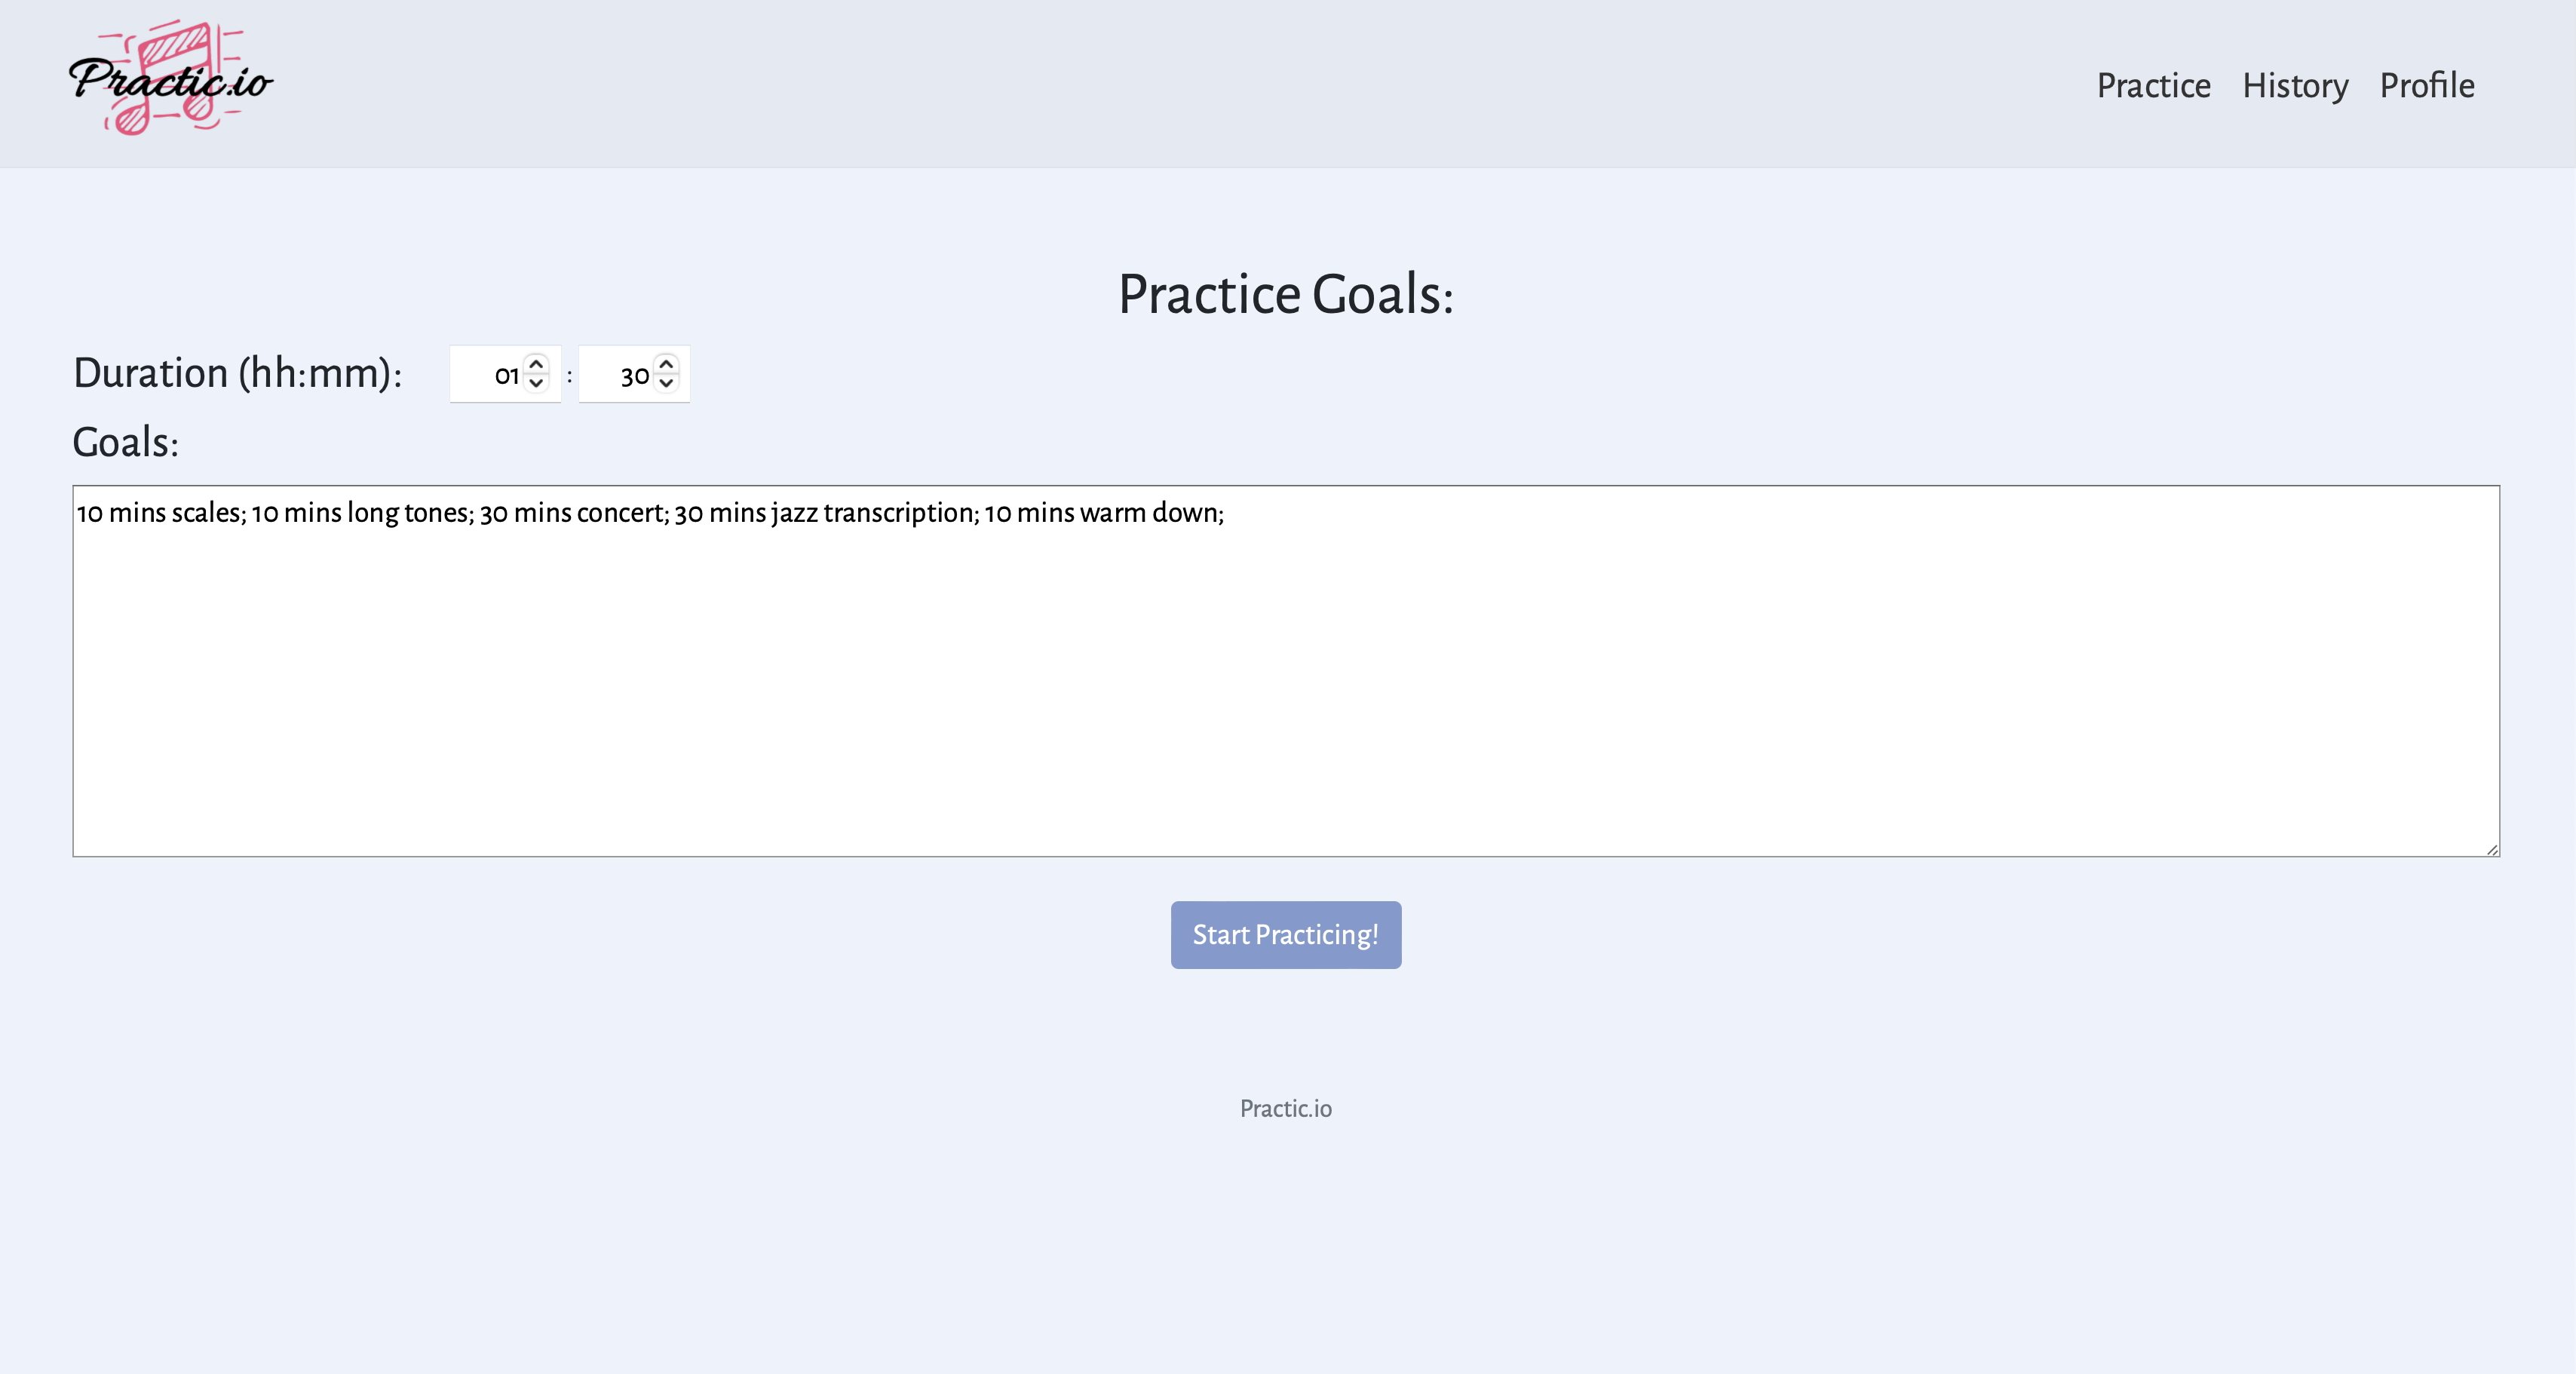 Practic.io
Practice History Profile
Practice Goals:
Duration (hh:mm): 01 : 30
Goals:
10 mins scales; 10 mins long tones; 30 mins concert; 30 mins jazz transcription; 10 mins warm down;
Start Practicing!
Practic.io